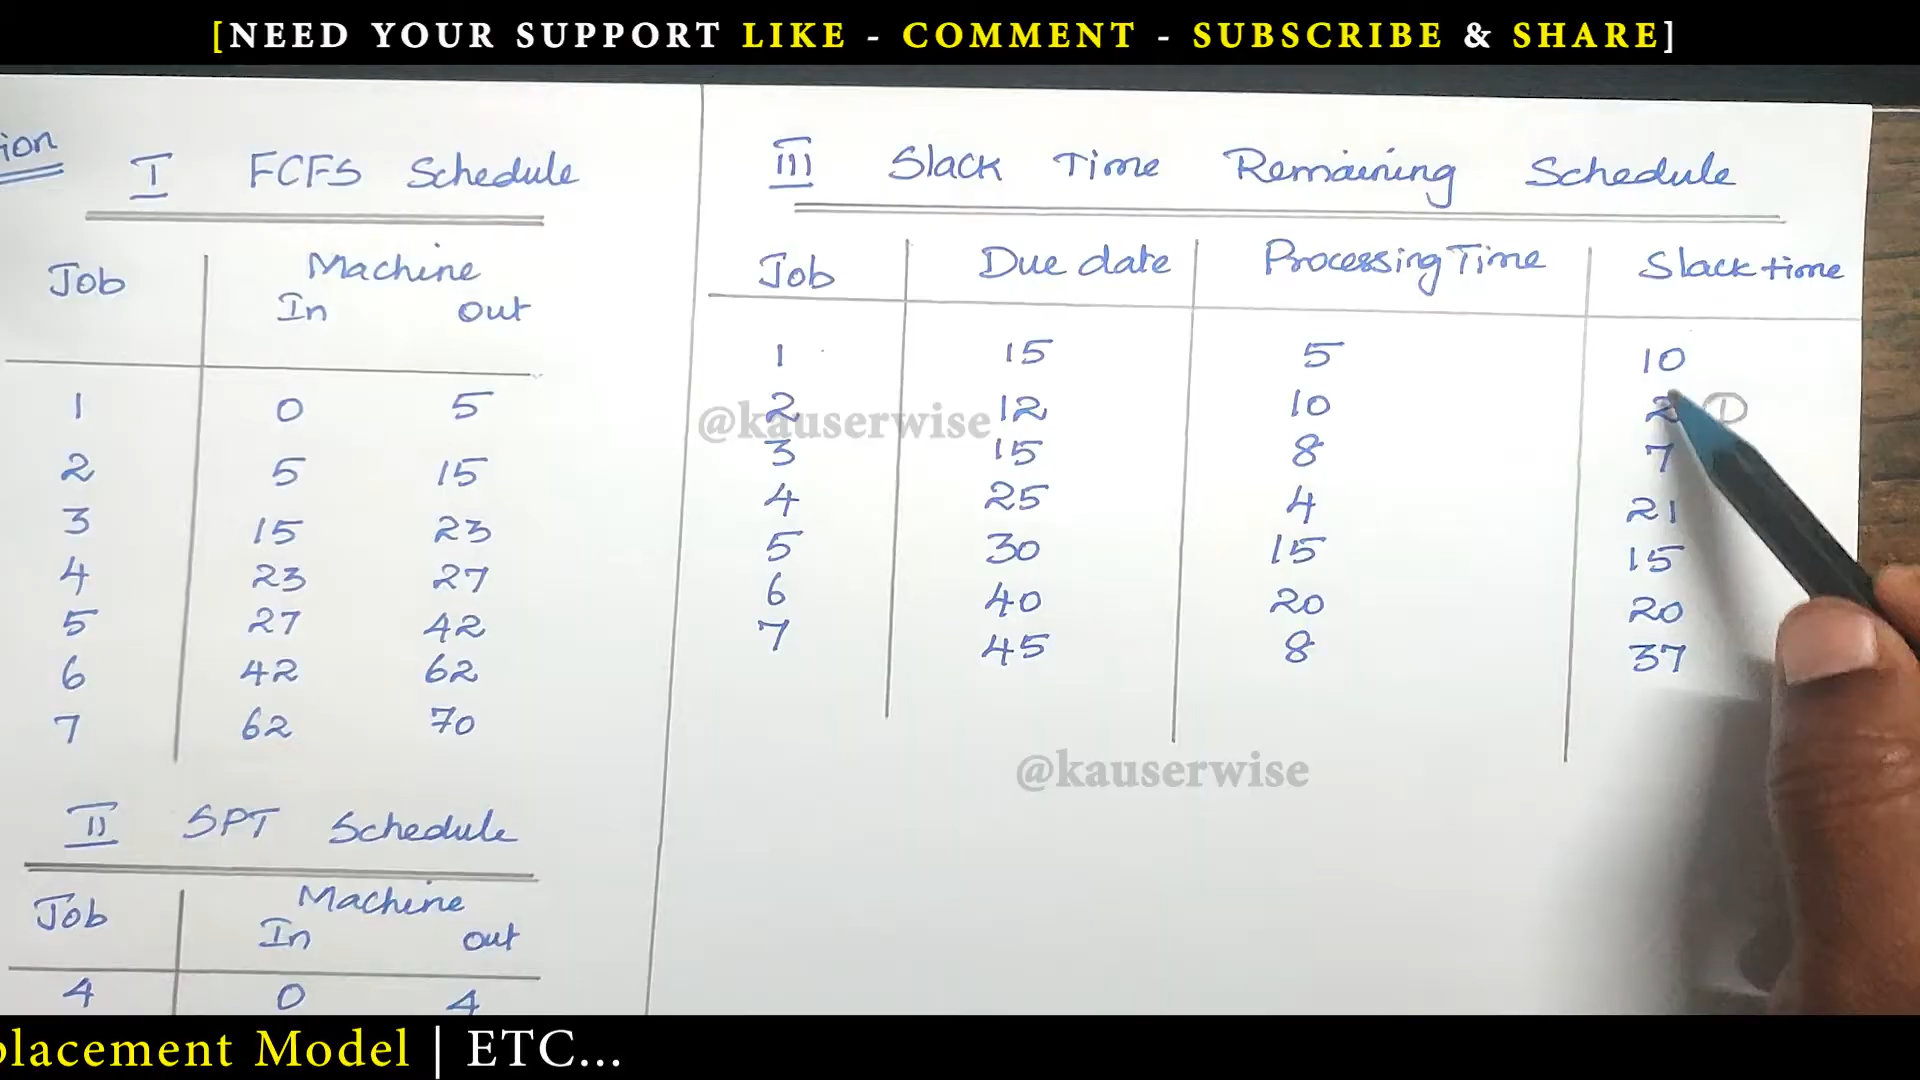 [NEED YOUR SUPPORT LIKE - COMMENT - SUBSCRIBE & SHARE]
ion
I FCFS Schedule
Job Machine
In out
1 0 5
2 5 15
3 15 23
4 23 27
5 27 42
6 42 62
7 62 70
II SPT Schedule
Job Machine
In out
4 0 4
III Slack Time Remaining Schedule
Job Due date Processing Time Slack time
1 15 5 10
2 12 10 2 1
3 15 8 7
4 25 4 21
5 30 15 15
6 40 20 20
7 45 8 37
@kauserwise
@kauserwise
placement Model | ETC...